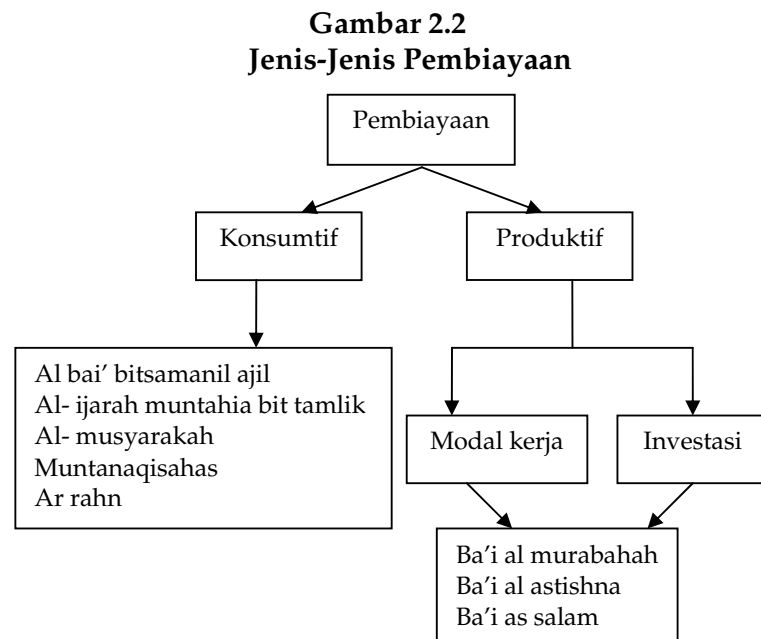 Gambar 2.2
Jenis-Jenis Pembiayaan
Pembiayaan
Konsumtif
Produktif
Al bai’ bitsamanil ajil
Al- ijarah muntahia bit tamlik
Al- musyarakah
Muntanaqisahas
Ar rahn
Modal kerja
Investasi
Ba’i al murabahah
Ba’i al astishna
Ba’i as salam